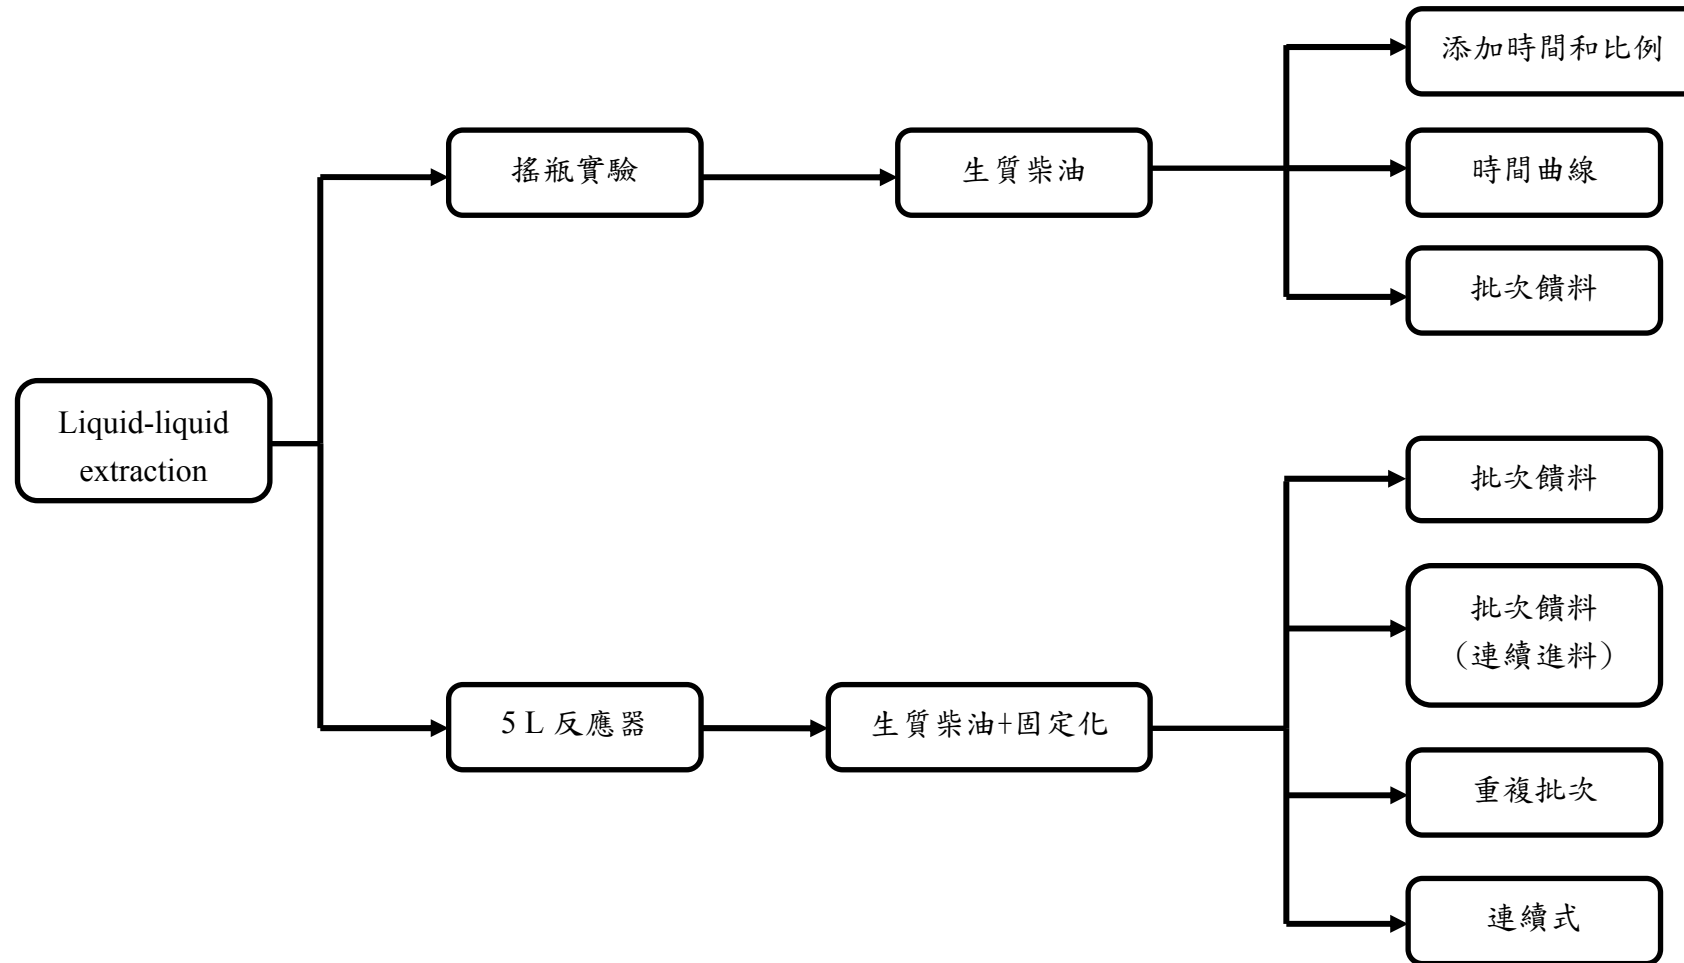 添加時間和比例
搖瓶實驗
生質柴油
時間曲線
批次饋料
Liquid-liquid
extraction
批次饋料
批次饋料
（連續進料）
5 L 反應器
生質柴油+固定化
重複批次
連續式